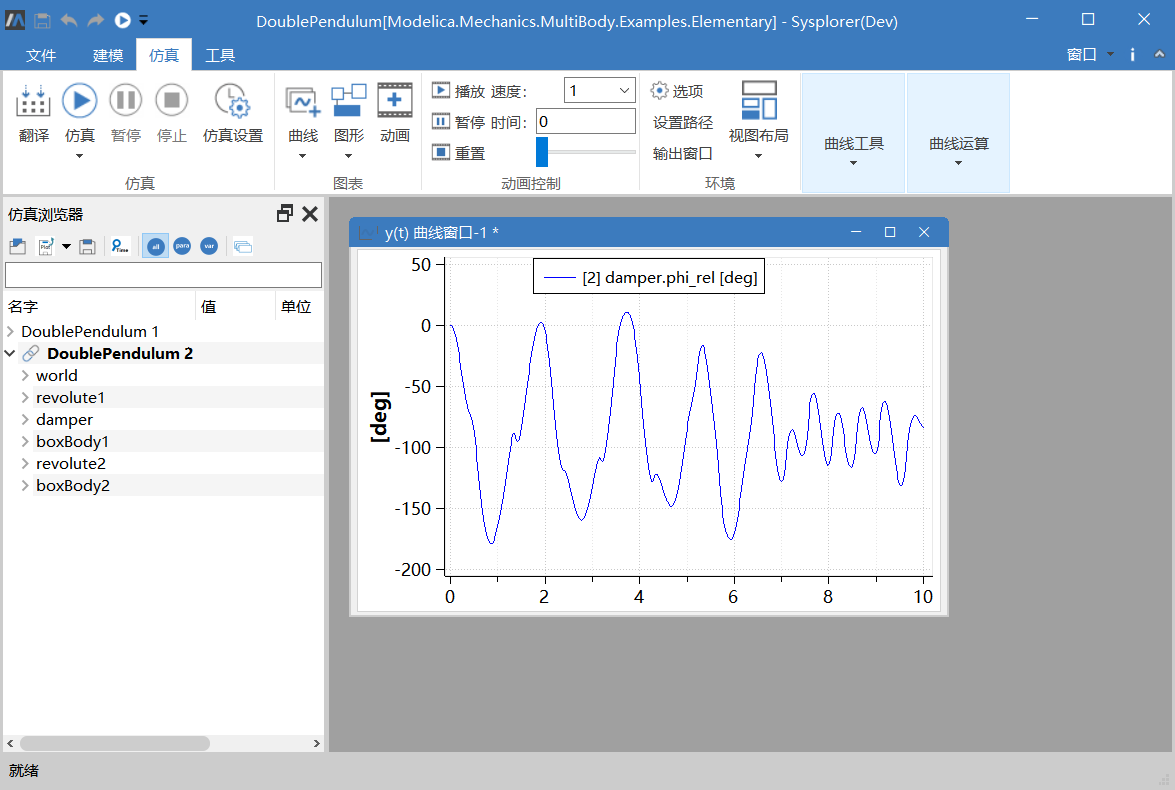 DoublePendulum[Modelica.Mechanics.MultiBody.Examples.Elementary] - Sysplorer(Dev)
文件 建模 仿真 工具 窗口 i
翻译 仿真 暂停 停止 仿真设置
仿真
曲线 图形 动画
图表
播放 速度： 1
暂停 时间： 0
重置
动画控制
选项
设置路径
输出窗口
视图布局
环境
曲线工具
曲线运算
仿真浏览器
Plot Time all para var
名字 值 单位
DoublePendulum 1
DoublePendulum 2
world
revolute1
damper
boxBody1
revolute2
boxBody2
y(t) 曲线窗口-1 *
[2] damper.phi_rel [deg]
[deg]
50
0
-50
-100
-150
-200
0 2 4 6 8 10
就绪